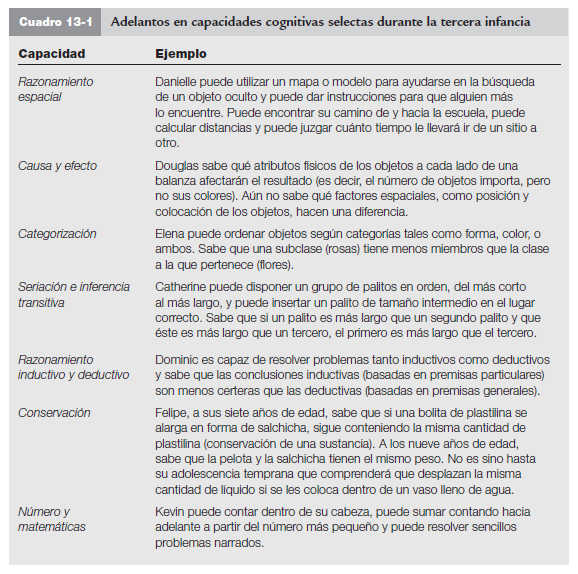 Cuadro 13-1 Adelantos en capacidades cognitivas selectas durante la tercera infancia
Capacidad Ejemplo
Razonamiento Danielle puede utilizar un mapa o modelo para ayudarse en la búsqueda
espacial de un objeto oculto y puede dar instrucciones para que alguien más
lo encuentre. Puede encontrar su camino de y hacia la escuela, puede
calcular distancias y puede juzgar cuánto tiempo le llevará ir de un sitio a
otro.
Causa y efecto Douglas sabe qué atributos físicos de los objetos a cada lado de una
balanza afectarán el resultado (es decir, el número de objetos importa, pero
no sus colores). Aún no sabe qué factores espaciales, como posición y
colocación de los objetos, hacen una diferencia.
Categorización Elena puede ordenar objetos según categorías tales como forma, color, o
ambos. Sabe que una subclase (rosas) tiene menos miembros que la clase
a la que pertenece (flores).
Seriación e inferencia Catherine puede disponer un grupo de palitos en orden, del más corto
transitiva al más largo, y puede insertar un palito de tamaño intermedio en el lugar
correcto. Sabe que si un palito es más largo que un segundo palito y que
éste es más largo que un tercero, el primero es más largo que el tercero.
Razonamiento Dominic es capaz de resolver problemas tanto inductivos como deductivos
inductivo y deductivo y sabe que las conclusiones inductivas (basadas en premisas particulares)
son menos certeras que las deductivas (basadas en premisas generales).
Conservación Felipe, a sus siete años de edad, sabe que si una bolita de plastilina se
alarga en forma de salchicha, sigue conteniendo la misma cantidad de
plastilina (conservación de una sustancia). A los nueve años de edad,
sabe que la pelota y la salchicha tienen el mismo peso. No es sino hasta
su adolescencia temprana que comprenderá que desplazan la misma
cantidad de líquido si se les coloca dentro de un vaso lleno de agua.
Número y Kevin puede contar dentro de su cabeza, puede sumar contando hacia
matemáticas adelante a partir del número más pequeño y puede resolver sencillos
problemas narrados.